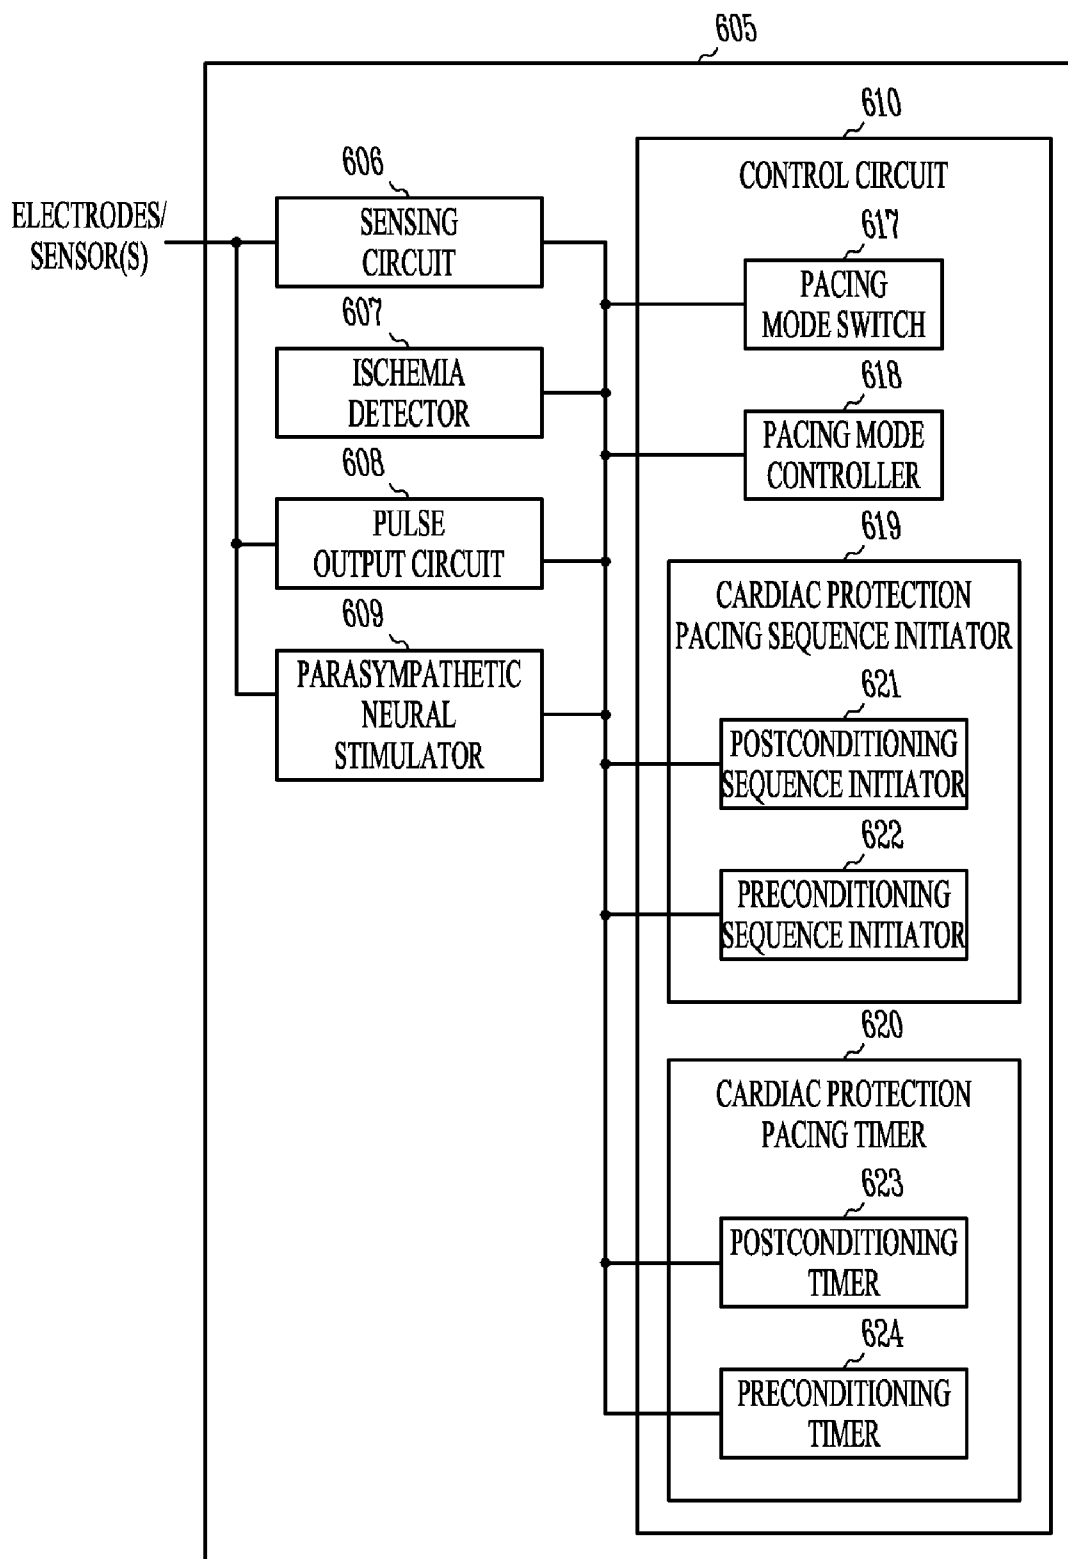 605
610
CONTROL CIRCUIT
606
SENSING
CIRCUIT
ELECTRODES/
SENSOR(S)
617
PACING
MODE SWITCH
607
ISCHEMIA
DETECTOR
618
PACING MODE
CONTROLLER
608
PULSE
OUTPUT CIRCUIT
619
CARDIAC PROTECTION
PACING SEQUENCE INITIATOR
609
PARASYMPATHETIC
NEURAL
STIMULATOR
621
POSTCONDITIONING
SEQUENCE INITIATOR
622
PRECONDITIONING
SEQUENCE INITIATOR
620
CARDIAC PROTECTION
PACING TIMER
623
POSTCONDITIONING
TIMER
624
PRECONDITIONING
TIMER